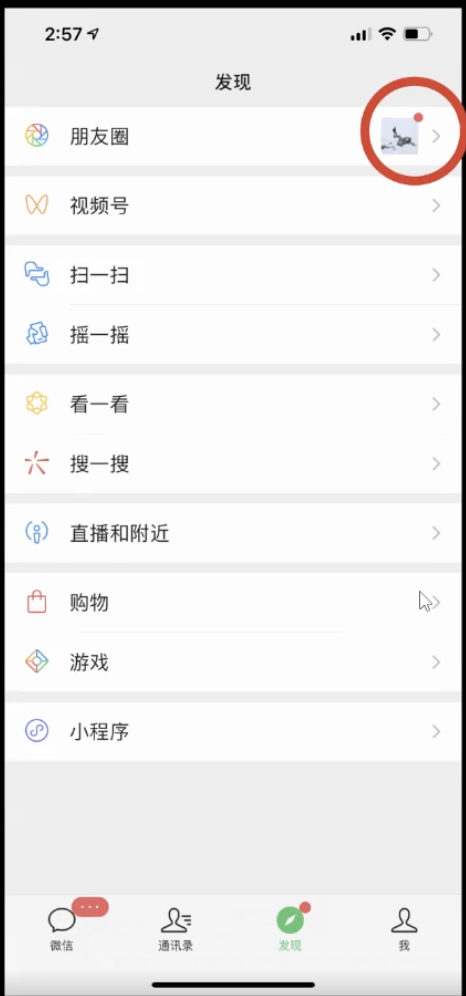 2:57
发现
朋友圈
视频号
扫一扫
摇一摇
看一看
搜一搜
直播和附近
购物
游戏
小程序
微信
通讯录
发现
我